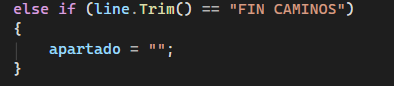 else if (line.Trim() == "FIN CAMINOS")
{
    apartado = "";
}